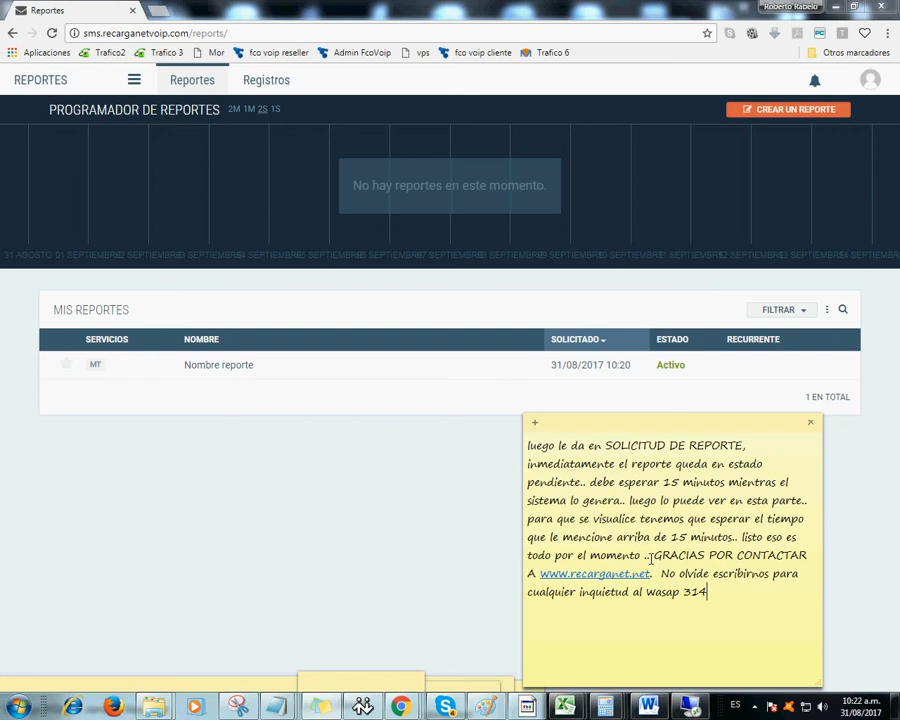 Reportes
Roberto Rabelo
sms.recarganetvoip.com/reports/
Aplicaciones Trafico2 Trafico 3 Mor fco voip reseller Admin FcoVoip vps fco voip cliente Trafico 6 Otros marcadores
REPORTES Reportes Registros
PROGRAMADOR DE REPORTES 2M 1M 2S 1S CREAR UN REPORTE
No hay reportes en este momento.
31 AGOSTO 01 SEPTIEMBRE
MIS REPORTES FILTRAR
SERVICIOS NOMBRE SOLICITADO ESTADO RECURRENTE
MT Nombre reporte 31/08/2017 10:20 Activo
1 EN TOTAL
luego le da en SOLICITUD DE REPORTE,
inmediatamente el reporte queda en estado
pendiente.. debe esperar 15 minutos mientras el
sistema lo genera.. luego lo puede ver en esta parte..
para que se visualice tenemos que esperar el tiempo
que le mencione arriba de 15 minutos.. listo eso es
todo por el momento ...GRACIAS POR CONTACTAR
A www.recarganet.net. No olvide escribirnos para
cualquier inquietud al Wasap 314
ES 10:22 a.m.
31/08/2017